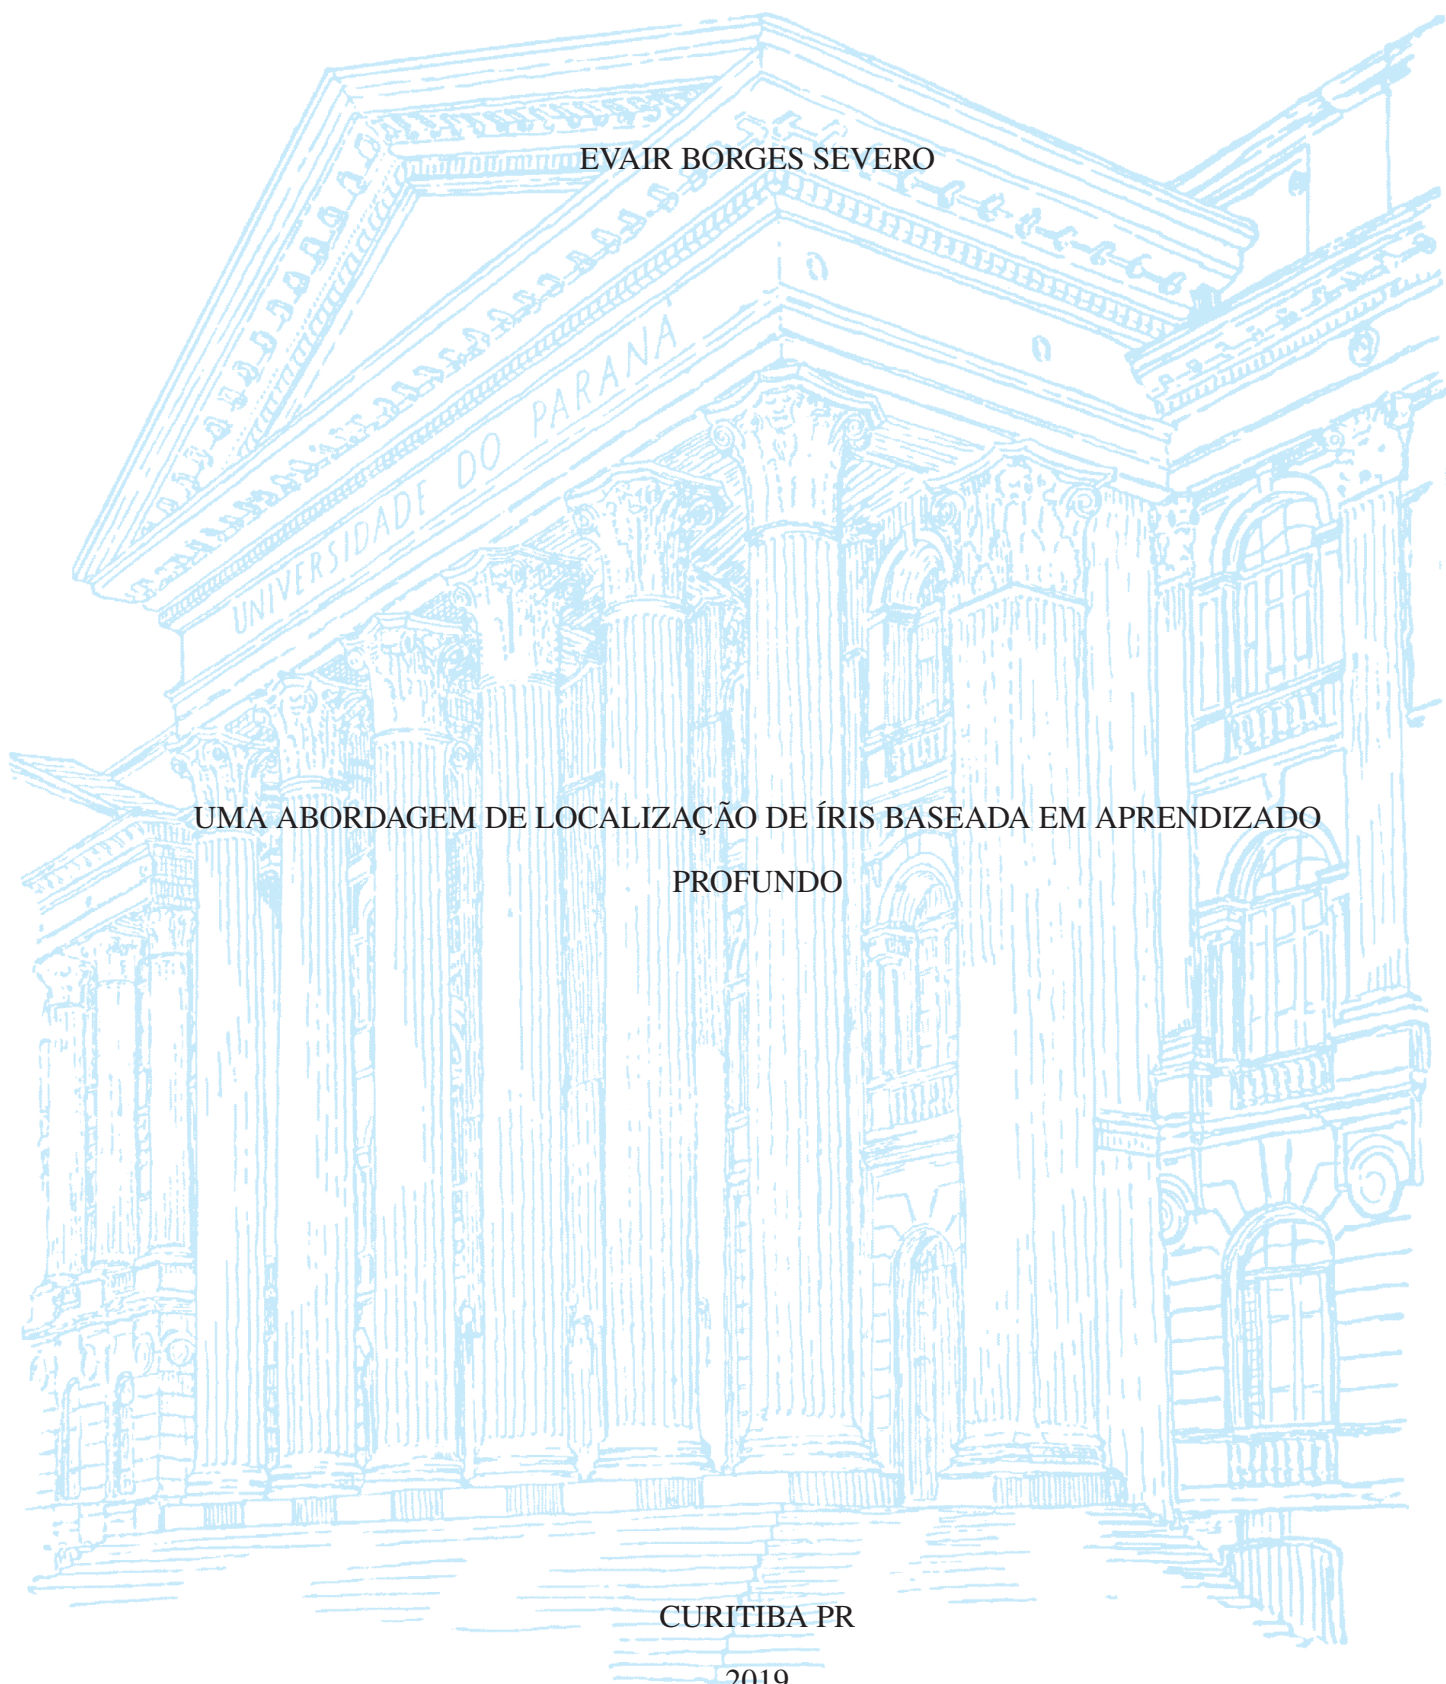 EVAIR BORGES SEVERO
UNIVERSIDADE DO PARANÁ
UMA ABORDAGEM DE LOCALIZAÇÃO DE ÍRIS BASEADA EM APRENDIZADO
PROFUNDO
CURITIBA PR
2019